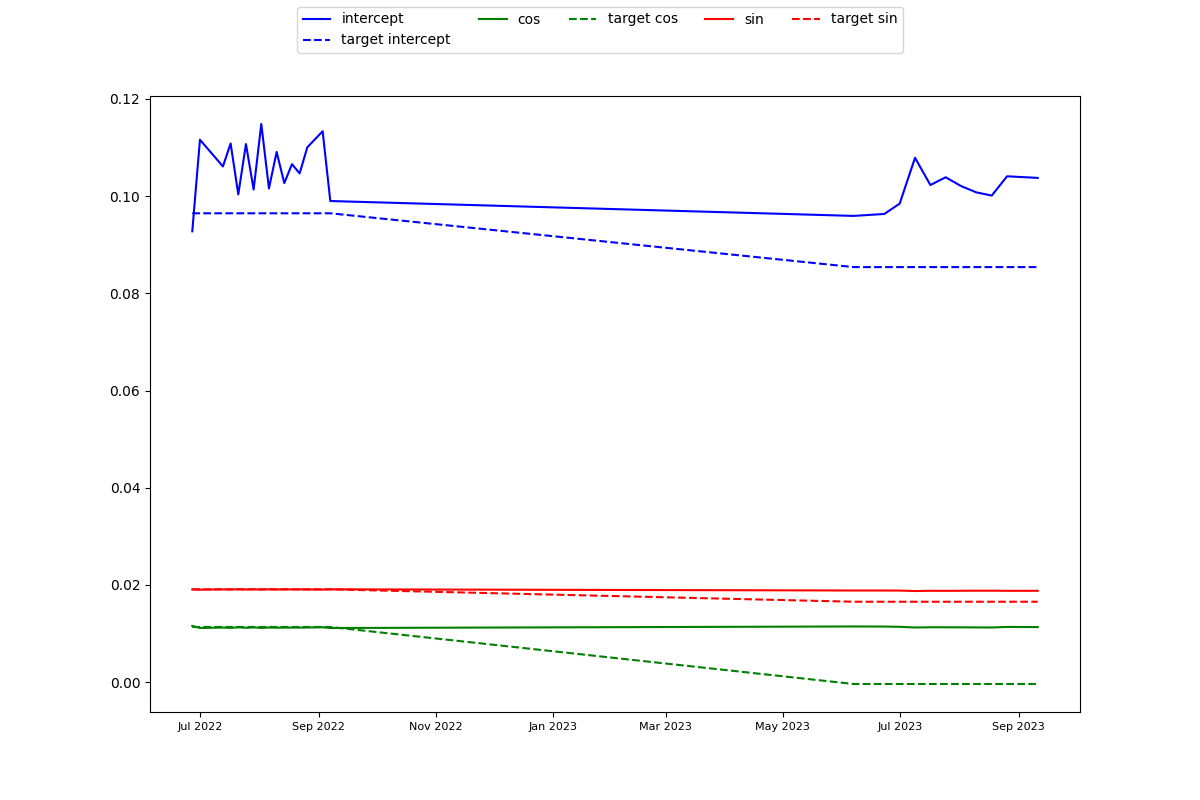 intercept cos target cos sin target sin
target intercept
0.12
0.10
0.08
0.06
0.04
0.02
0.00
Jul 2022 Sep 2022 Nov 2022 Jan 2023 Mar 2023 May 2023 Jul 2023 Sep 2023